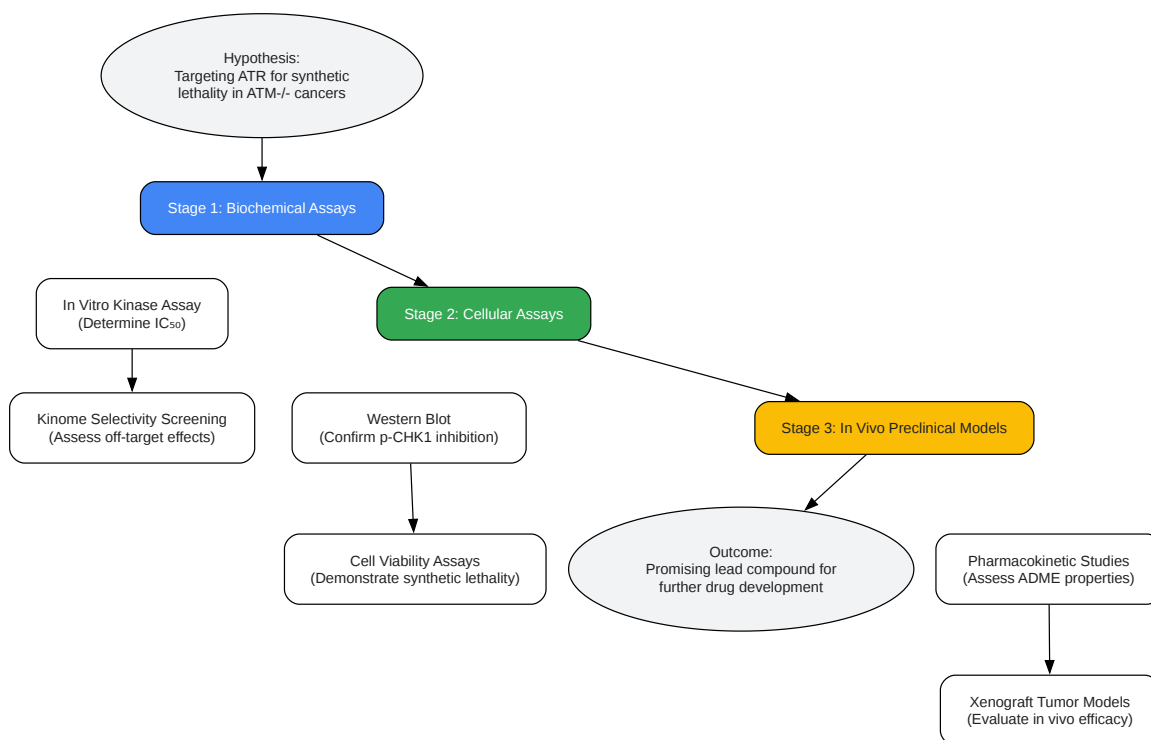 Hypothesis:
Targeting ATR for synthetic
lethality in ATM-/- cancers
Stage 1: Biochemical Assays
In Vitro Kinase Assay
(Determine IC₅₀)
Stage 2: Cellular Assays
Kinome Selectivity Screening
(Assess off-target effects)
Western Blot
(Confirm p-CHK1 inhibition)
Stage 3: In Vivo Preclinical Models
Cell Viability Assays
(Demonstrate synthetic lethality)
Outcome:
Promising lead compound for
further drug development
Pharmacokinetic Studies
(Assess ADME properties)
Xenograft Tumor Models
(Evaluate in vivo efficacy)